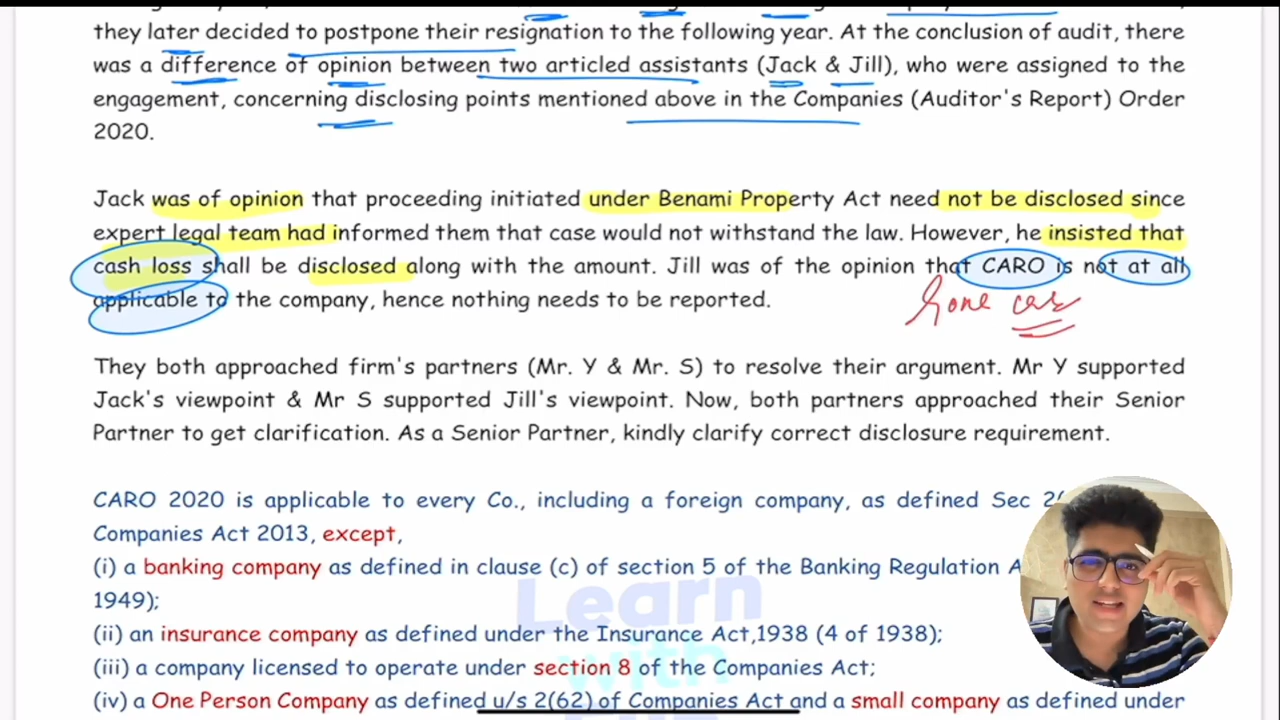 they later decided to postpone their resignation to the following year. At the conclusion of audit, there
was a difference of opinion between two articled assistants (Jack & Jill), who were assigned to the
engagement, concerning disclosing points mentioned above in the Companies (Auditor's Report) Order
2020.
Jack was of opinion that proceeding initiated under Benami Property Act need not be disclosed since
expert legal team had informed them that case would not withstand the law. However, he insisted that
cash loss shall be disclosed along with the amount. Jill was of the opinion that CARO is not at all
applicable to the company, hence nothing needs to be reported.
They both approached firm's partners (Mr. Y & Mr. S) to resolve their argument. Mr Y supported
Jack's viewpoint & Mr S supported Jill's viewpoint. Now, both partners approached their Senior
Partner to get clarification. As a Senior Partner, kindly clarify correct disclosure requirement.
CARO 2020 is applicable to every Co., including a foreign company, as defined Sec
Companies Act 2013, except,
(i) a banking company as defined in clause (c) of section 5 of the Banking Regulation
1949);
(ii) an insurance company as defined under the Insurance Act,1938 (4 of 1938);
(iii) a company licensed to operate under section 8 of the Companies Act;
(iv) a One Person Company as defined u/s 2(62) of Companies Act and a small company as defined under
Learn
with